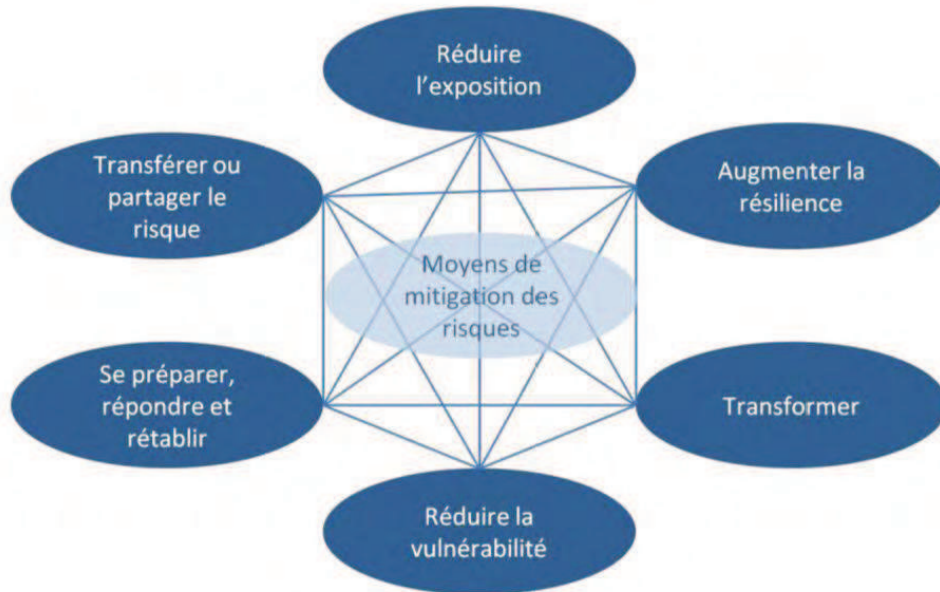 Réduire
l'exposition
Transférer ou
partager le
risque
Augmenter la
résilience
Moyens de
mitigation des
risques
Se préparer,
répondre et
rétablir
Transformer
Réduire la
vulnérabilité